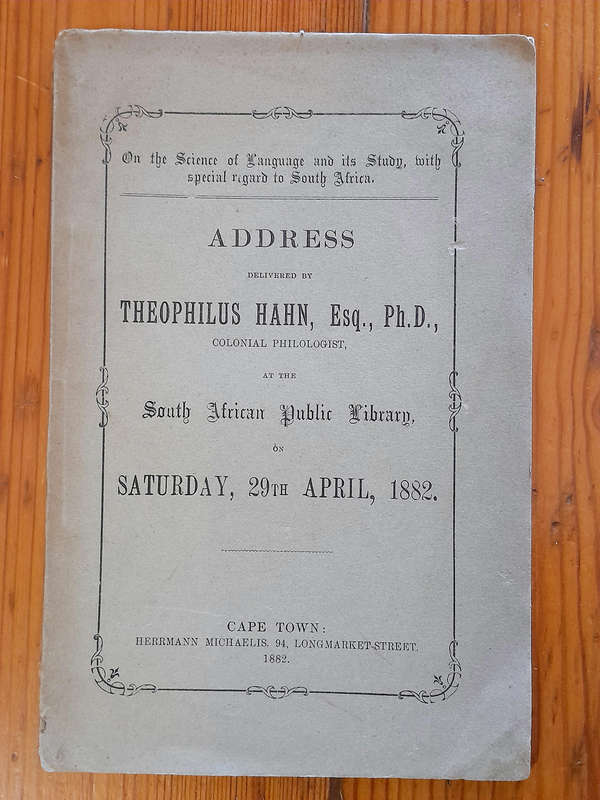 On the Science of Language and its Study, with
special regard to South Africa.
ADDRESS
DELIVERED BY
THEOPHILUS HAHN, Esq., Ph.D.,
COLONIAL PHILOLOGIST,
AT THE
South African Public Library,
ON
SATURDAY, 29TH APRIL, 1882.
CAPE TOWN:
HERRMANN MICHAELIS, 94, LONGMARKET-STREET.
1882.